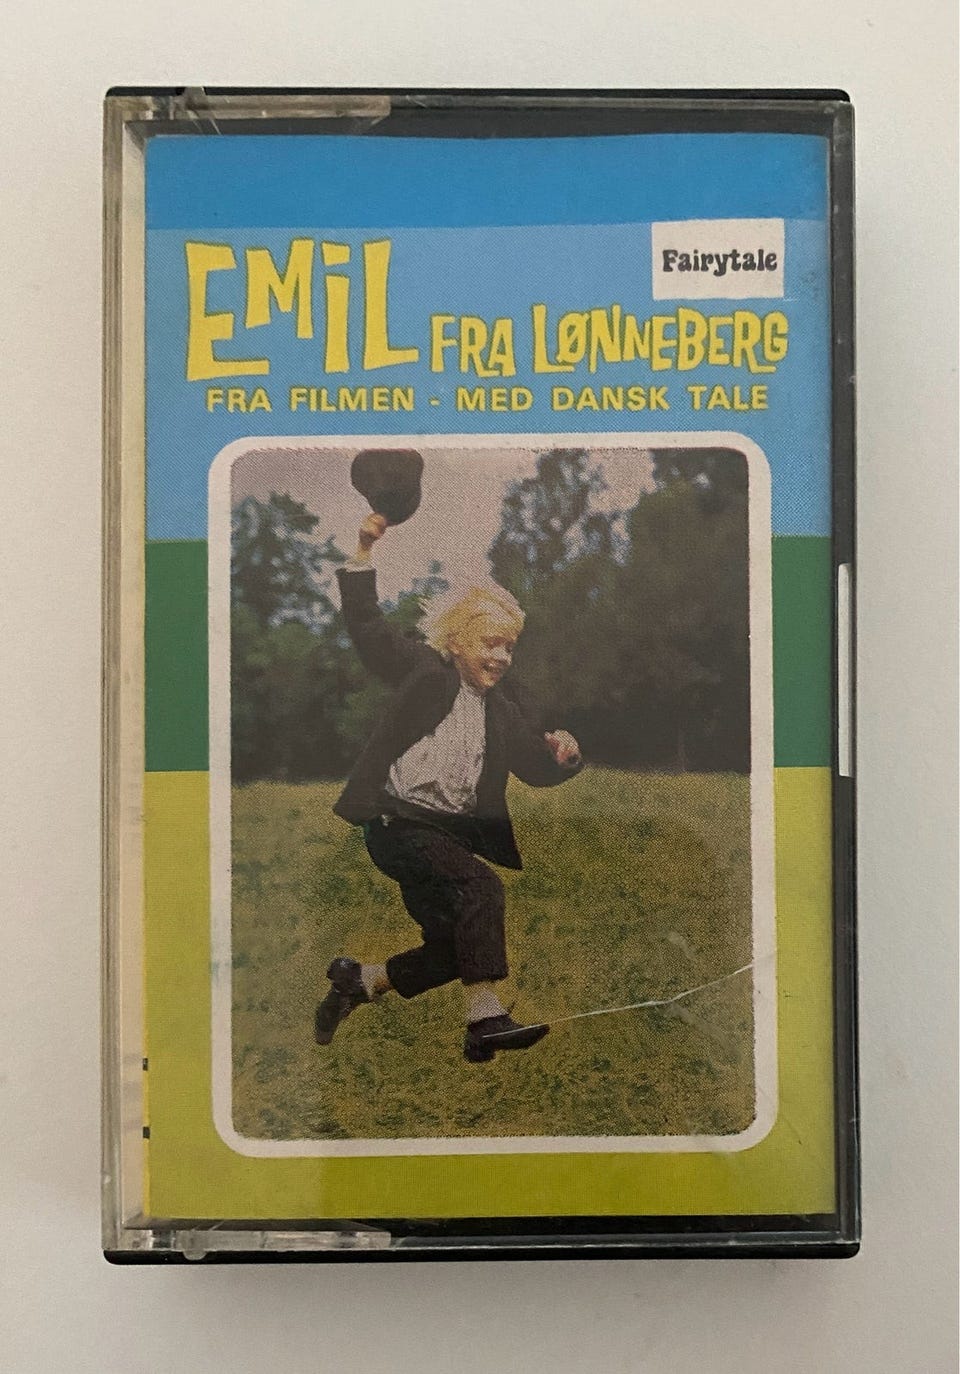 EMiL
Fairytale
FRA LØNNEBERG
FRA FILMEN - MED DANSK TALE